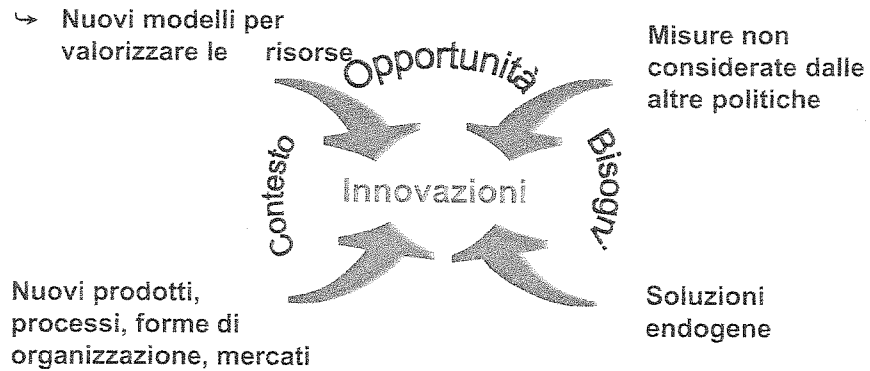 ↳ Nuovi modelli per
valorizzare le risorse
Opportunità
Misure non
considerate dalle
altre politiche
Contesto
Innovazioni
Bisogni
Nuovi prodotti,
processi, forme di
organizzazione, mercati
Soluzioni
endogene